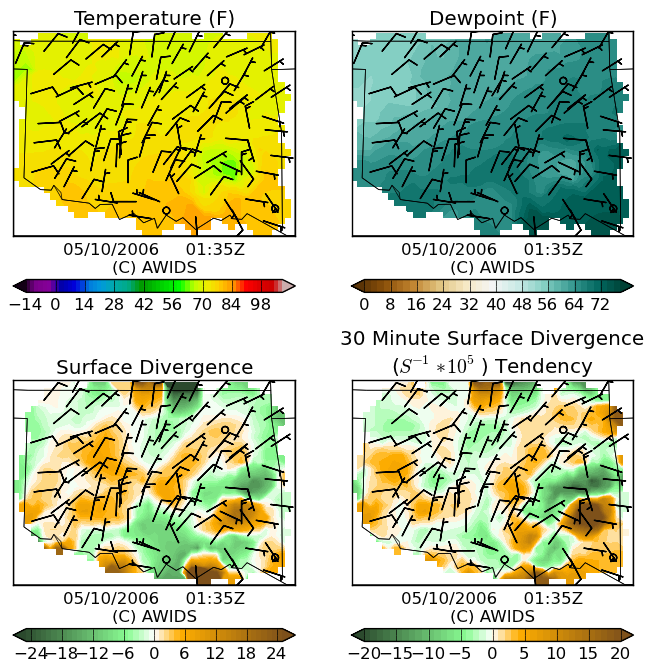 Temperature (F)
Dewpoint (F)
05/10/2006 01:35Z
(C) AWIDS
05/10/2006 01:35Z
(C) AWIDS
−14 0 14 28 42 56 70 84 98
0 8 16 24 32 40 48 56 64 72
30 Minute Surface Divergence
Surface Divergence
(S⁻¹ *10⁵ ) Tendency
05/10/2006 01:35Z
(C) AWIDS
05/10/2006 01:35Z
(C) AWIDS
−24 −18 −12 −6 0 6 12 18 24
−20 −15 −10 −5 0 5 10 15 20